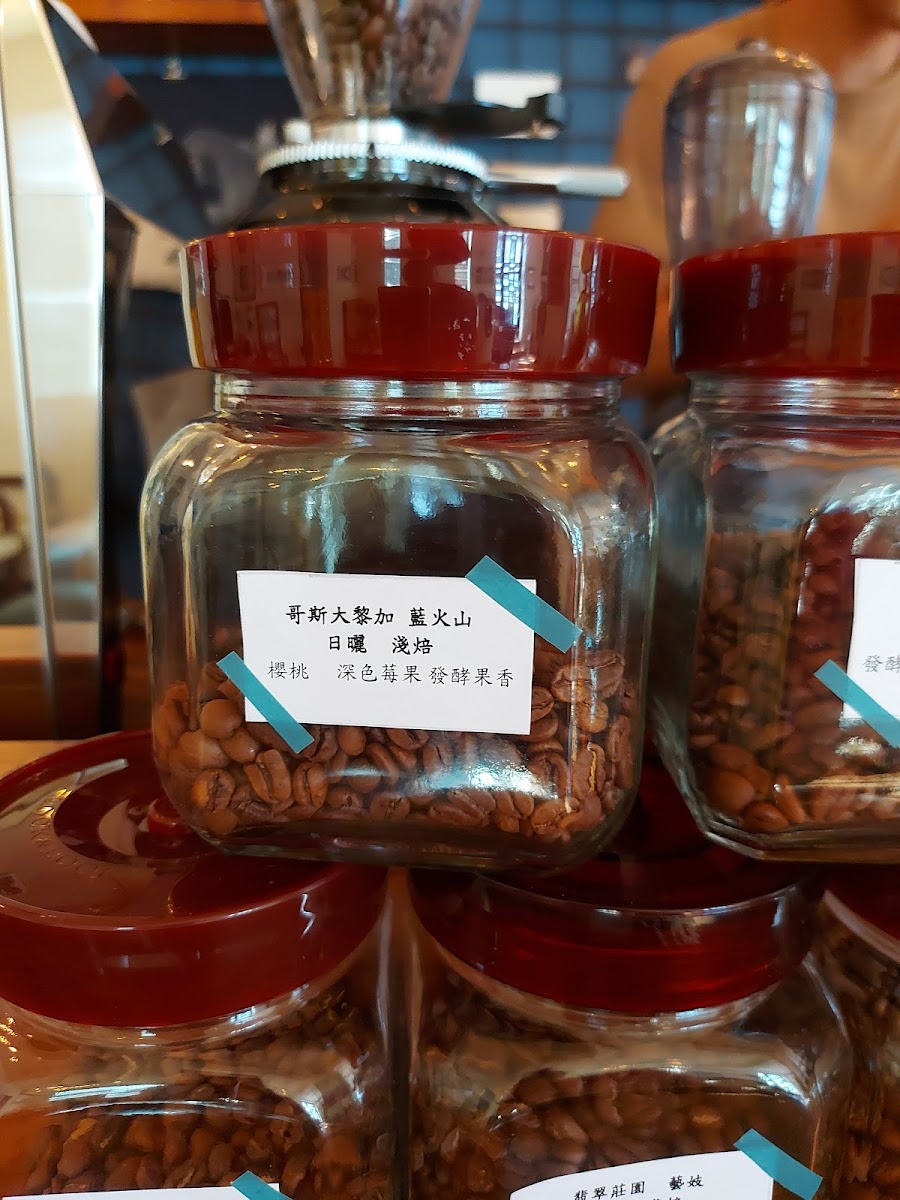 哥斯大黎加 藍火山
日曬 淺焙
櫻桃 深色莓果 發酵果香
發酵
翡翠莊園 藝妓